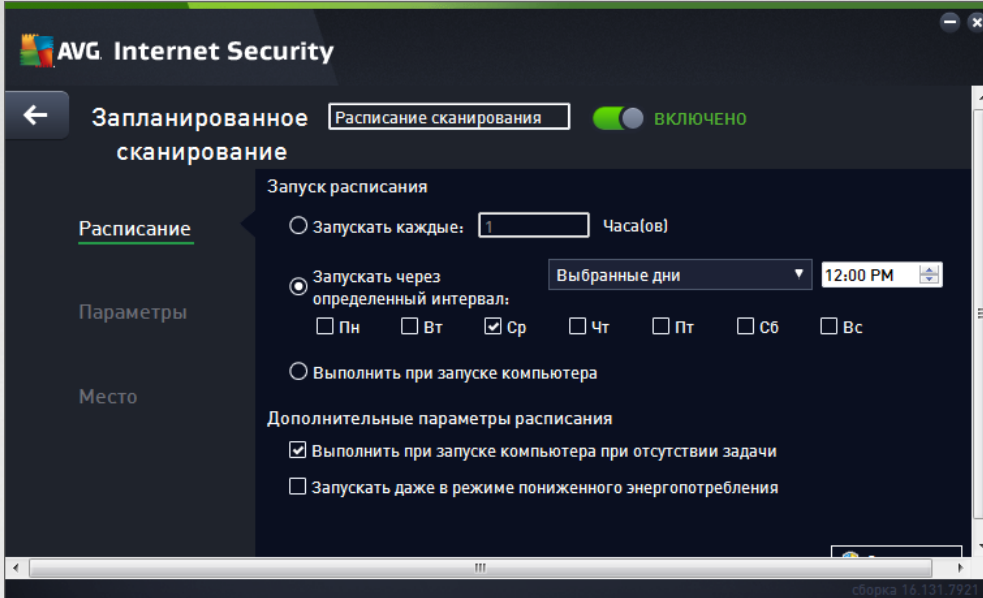 AVG Internet Security
Запланированное сканирование
Расписание сканирования
ВКЛЮЧЕНО
Расписание
Параметры
Место
Запуск расписания
Запускать каждые: 1 Часа(ов)
Запускать через
определенный интервал:
Выбранные дни 12:00 PM
Пн Вт Ср Чт Пт Сб Вс
Выполнить при запуске компьютера
Дополнительные параметры расписания
Выполнить при запуске компьютера при отсутствии задачи
Запускать даже в режиме пониженного энергопотребления
сборка 16.131.7921